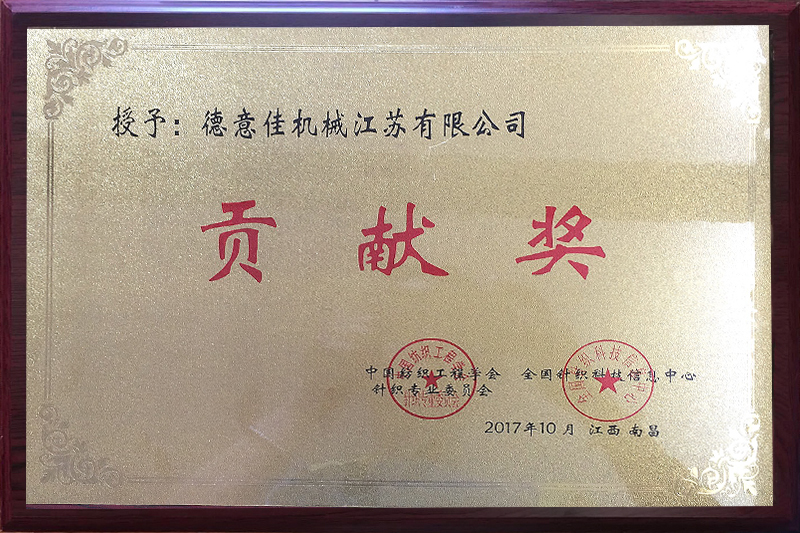 授予：德意佳机械江苏有限公司
贡献奖
中国纺织工程学会 全国针织科技信息中心
针织专业委员会
2017年10月 江西 南昌